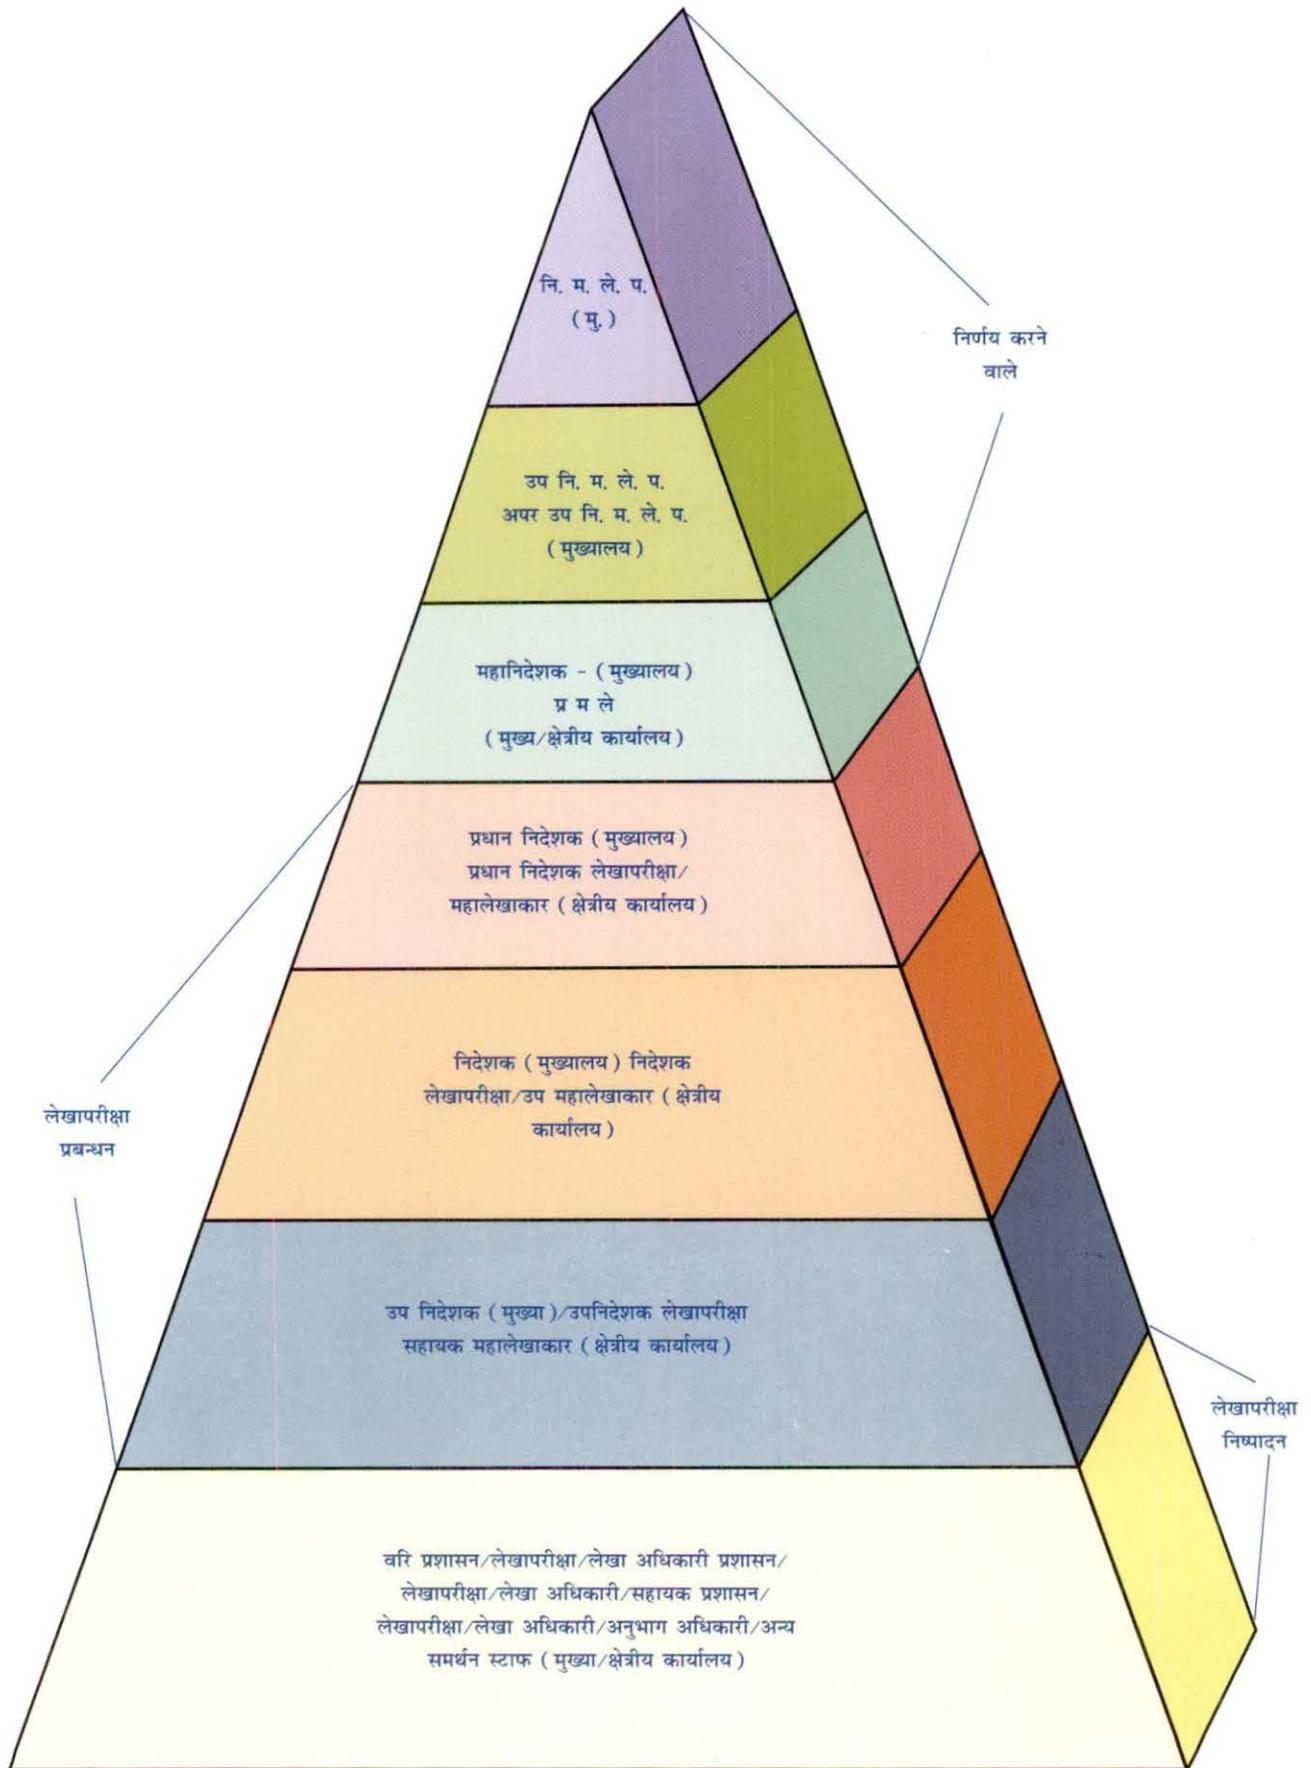 नि. म. ले. प.
( मु. )
निर्णय करने
वाले
उप नि. म. ले. प.
अपर उप नि. म. ले. प.
( मुख्यालय )
महानिदेशक - ( मुख्यालय )
प्र म ले
( मुख्य/क्षेत्रीय कार्यालय )
प्रधान निदेशक ( मुख्यालय )
प्रधान निदेशक लेखापरीक्षा/
महालेखाकार ( क्षेत्रीय कार्यालय )
निदेशक ( मुख्यालय ) निदेशक
लेखापरीक्षा/उप महालेखाकार ( क्षेत्रीय
कार्यालय )
लेखापरीक्षा
प्रबन्धन
उप निदेशक ( मुख्या )/उपनिदेशक लेखापरीक्षा
सहायक महालेखाकार ( क्षेत्रीय कार्यालय )
लेखापरीक्षा
निष्पादन
वरि प्रशासन/लेखापरीक्षा/लेखा अधिकारी प्रशासन/
लेखापरीक्षा/लेखा अधिकारी/सहायक प्रशासन/
लेखापरीक्षा/लेखा अधिकारी/अनुभाग अधिकारी/अन्य
समर्थन स्टाफ ( मुख्या/क्षेत्रीय कार्यालय )